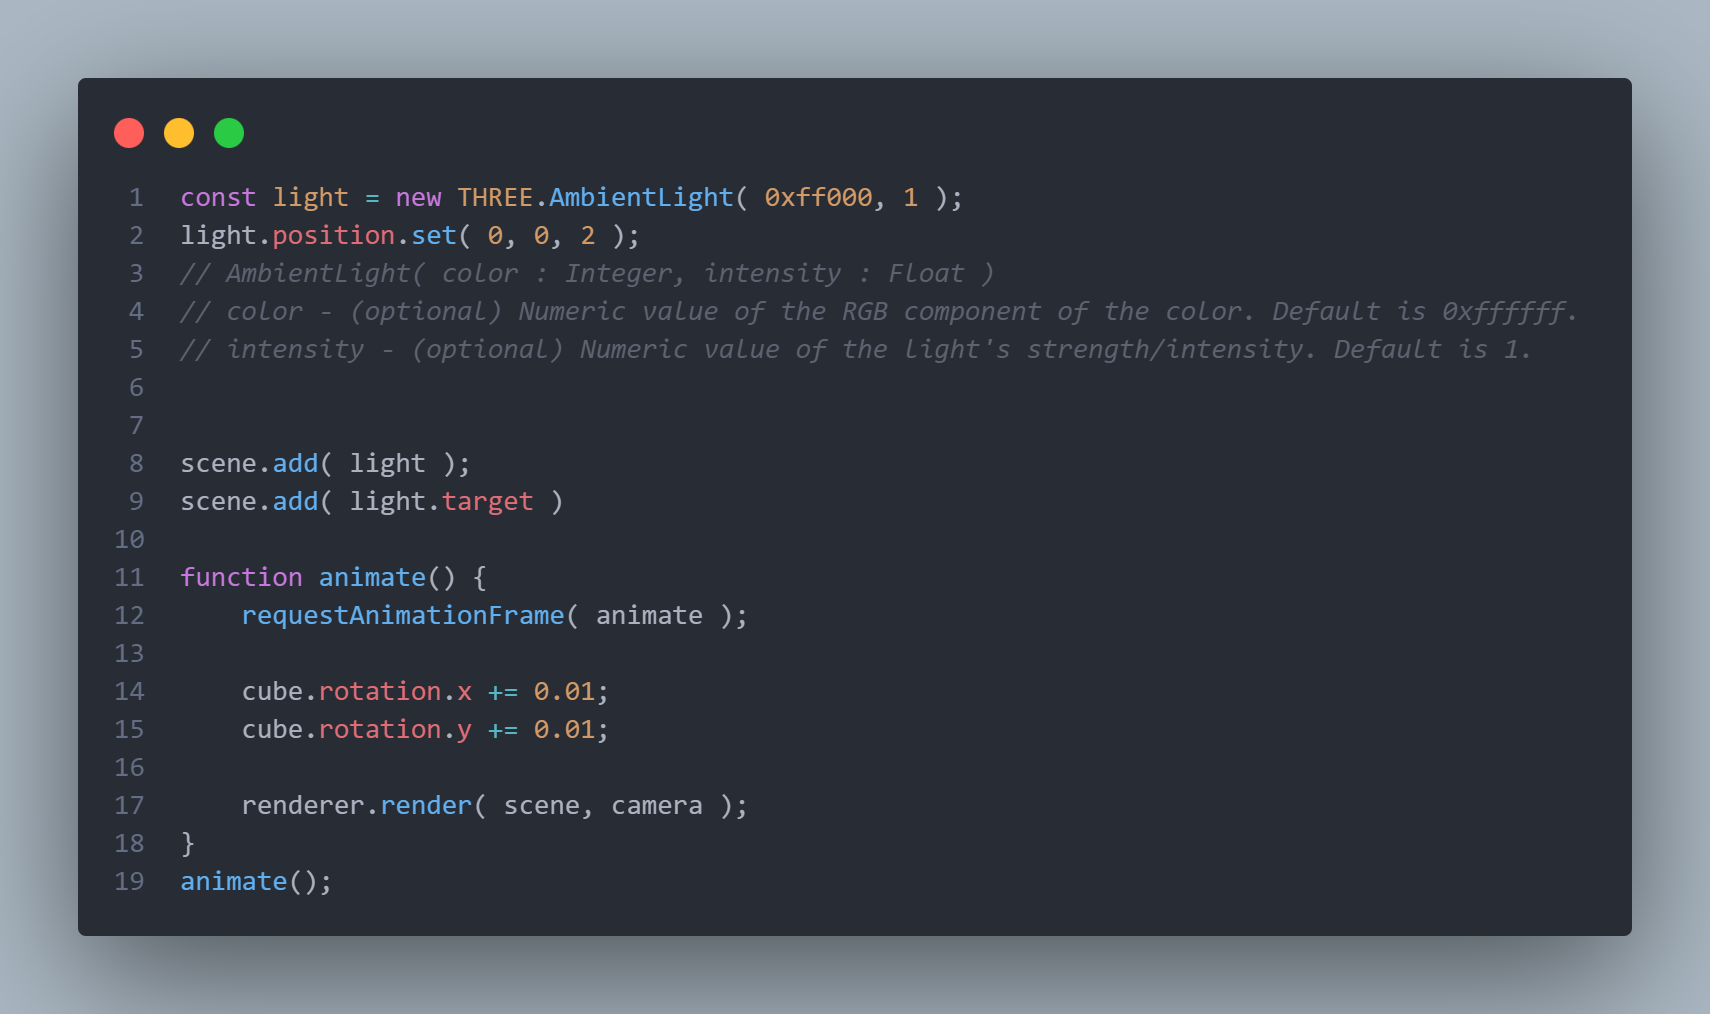 1 const light = new THREE.AmbientLight( 0xff000, 1 );
2 light.position.set( 0, 0, 2 );
3 // AmbientLight( color : Integer, intensity : Float )
4 // color - (optional) Numeric value of the RGB component of the color. Default is 0xffffff.
5 // intensity - (optional) Numeric value of the light's strength/intensity. Default is 1.
6
7
8 scene.add( light );
9 scene.add( light.target )
10
11 function animate() {
12     requestAnimationFrame( animate );
13
14     cube.rotation.x += 0.01;
15     cube.rotation.y += 0.01;
16
17     renderer.render( scene, camera );
18 }
19 animate();